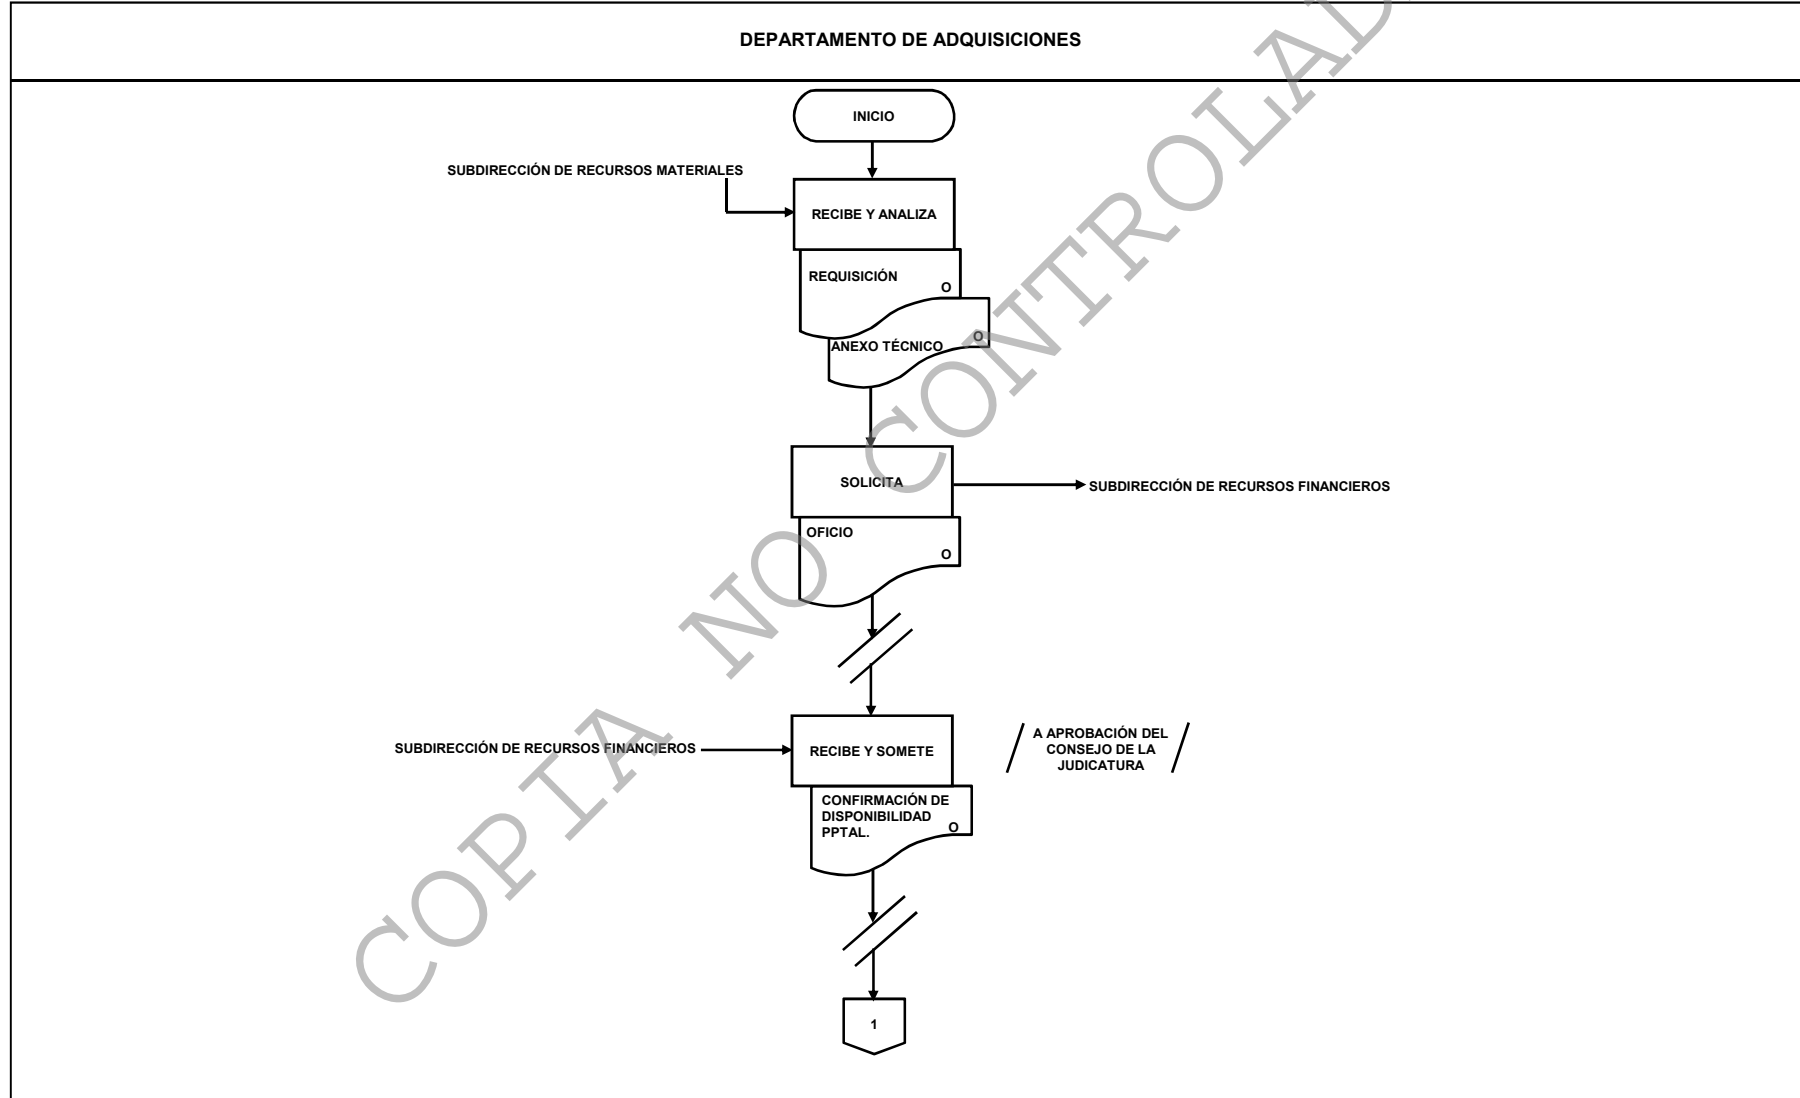 DEPARTAMENTO DE ADQUISICIONES
INICIO
SUBDIRECCIÓN DE RECURSOS MATERIALES
RECIBE Y ANALIZA
REQUISICIÓN
O
ANEXO TÉCNICO
O
SOLICITA
SUBDIRECCIÓN DE RECURSOS FINANCIEROS
OFICIO
O
SUBDIRECCIÓN DE RECURSOS FINANCIEROS
RECIBE Y SOMETE
A APROBACIÓN DEL
CONSEJO DE LA
JUDICATURA
CONFIRMACIÓN DE
DISPONIBILIDAD
PPTAL.
O
1
COPIA NO CONTROLAD